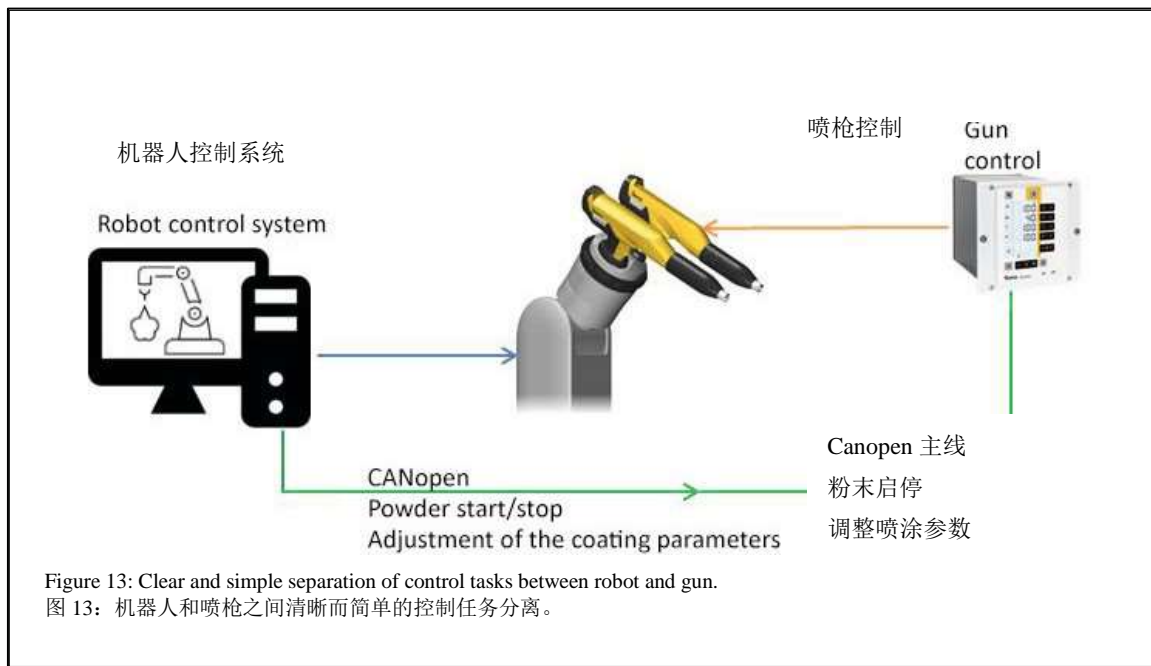 机器人控制系统
Robot control system
喷枪控制
Gun
control
CANopen
Powder start/stop
Adjustment of the coating parameters
Canopen 主线
粉末启停
调整喷涂参数
Figure 13: Clear and simple separation of control tasks between robot and gun.
图 13：机器人和喷枪之间清晰而简单的控制任务分离。